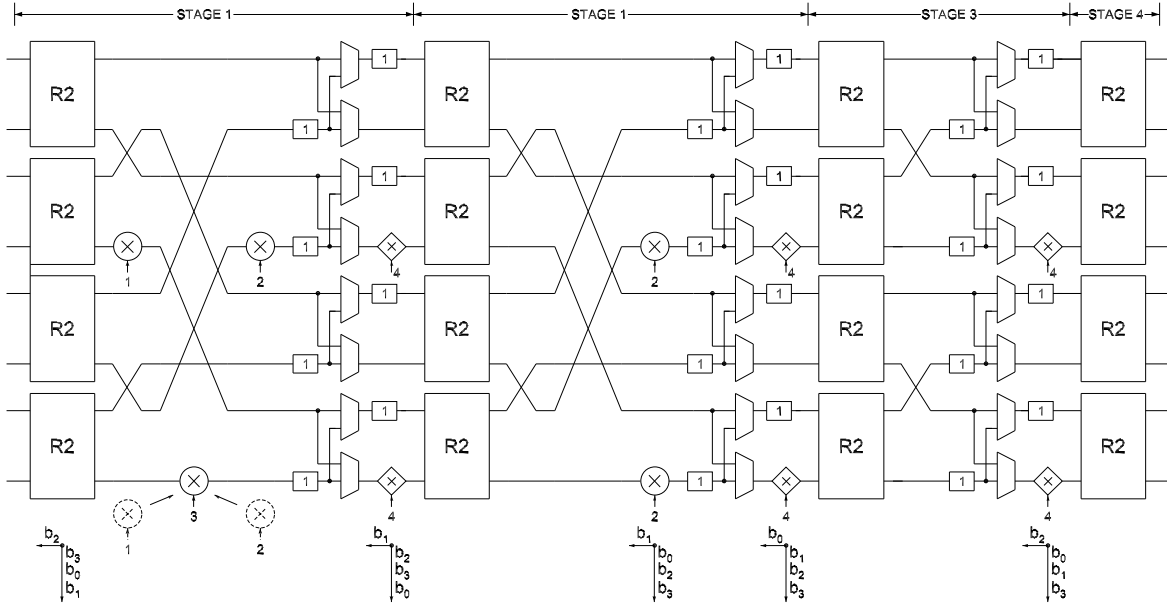 STAGE 1 STAGE 1 STAGE 3 STAGE 4
1 1 1
R2 R2 R2 R2
1 1 1
1 1 1
R2 R2 R2 R2
1 1 1
1 2 4 2 4 4
1 1 1
R2 R2 R2 R2
1 1 1
1 1 1
R2 R2 R2 R2
1 1 1
3 4 2 4 4
1 2
b2 b1 b1 b0 b2
b3 b2 b0 b1 b0
b0 b3 b2 b2 b1
b1 b0 b3 b3 b3